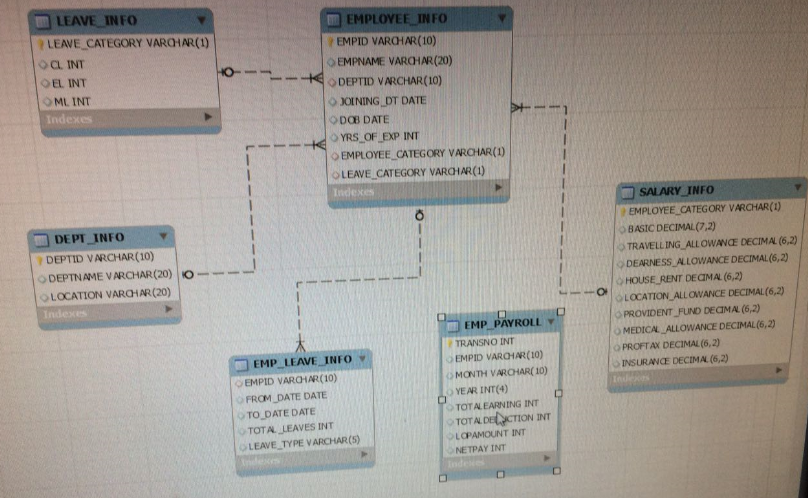 LEAVE_INFO
LEAVE_CATEGORY VARCHAR(1)
CL INT
EL INT
ML INT
Indexes
EMPLOYEE_INFO
EMPID VARCHAR(10)
EMPNAME VARCHAR(20)
DEPTID VARCHAR(10)
JOINING_DT DATE
DOB DATE
YRS_OF_EXP INT
EMPLOYEE_CATEGORY VARCHAR(1)
LEAVE_CATEGORY VARCHAR(1)
Indexes
DEPT_INFO
DEPTID VARCHAR(10)
DEPTNAME VARCHAR(20)
LOCATION VARCHAR(20)
Indexes
SALARY_INFO
EMPLOYEE_CATEGORY VARCHAR(1)
BASIC DECIMAL(7,2)
TRAVELLING_ALLOWANCE DECIMAL(6,2)
DEARNESS_ALLOWANCE DECIMAL(6,2)
HOUSE_RENT DECIMAL(6,2)
LOCATION_ALLOWANCE DECIMAL(6,2)
PROVIDENT_FUND DECIMAL(6,2)
MEDICAL_ALLOWANCE DECIMAL(6,2)
PROFTAX DECIMAL(6,2)
INSURANCE DECIMAL(6,2)
Indexes
EMP_LEAVE_INFO
EMPID VARCHAR(10)
FROM_DATE DATE
TO_DATE DATE
TOTAL_LEAVES INT
LEAVE_TYPE VARCHAR(5)
Indexes
EMP_PAYROLL
TRANSNO INT
EMPID VARCHAR(10)
MONTH VARCHAR(10)
YEAR INT(4)
TOTALEARNING INT
TOTALDEDUCTION INT
LOPAMOUNT INT
NETPAY INT
Indexes